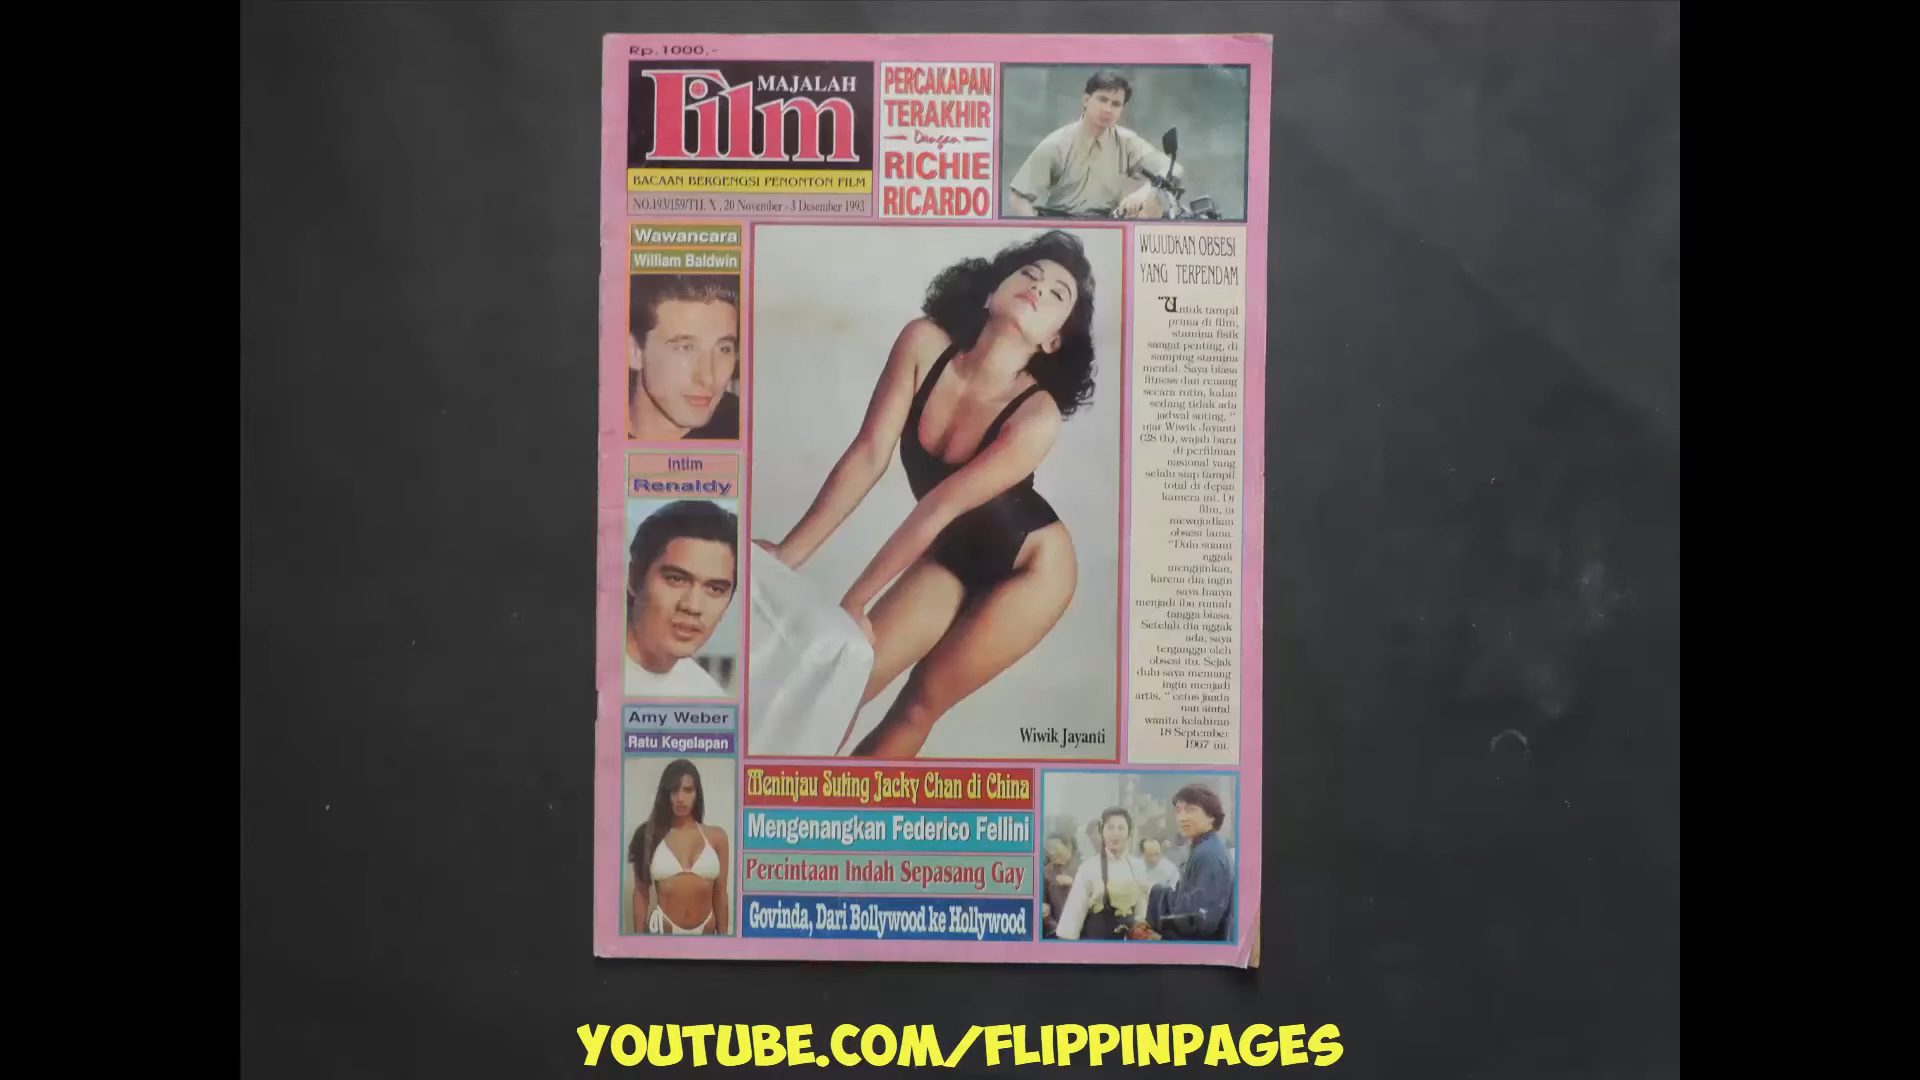 Rp.1000,-
MAJALAH
Film
BACAAN BERGENGSI PENONTON FILM
NO.193/159/TH. X , 20 November - 3 Desember 1993
PERCAKAPAN
TERAKHIR
Dengan
RICHIE
RICARDO
Wawancara
William Baldwin
Intim
Renaldy
Amy Weber
Ratu Kegelapan
WUJUDKAN OBSESI
YANG TERPENDAM
"Untuk tampil
prima di film,
stamina fisik
sangat penting, di
samping stamina
mental. Saya biasa
fitness dan renang
secara rutin, kalau
sedang tidak ada
jadwal suting, "
ujar Wiwik Jayanti
(28 th), wajah baru
di perfilman
nasional yang
selalu siap tampil
total di depan
kamera ini. Di
film, ia
mewujudkan
obsesi lama.
"Dulu suami
nggak
mengijinkan,
karena dia ingin
saya hanya
menjadi ibu rumah
tangga biasa.
Setelah dia nggak
ada, saya
terganggu oleh
obsesi itu. Sejak
dulu saya memang
ingin menjadi
artis, " cetus janda
nan sintal
wanita kelahiran
18 September
1967 ini.
Wiwik Jayanti
Meninjau Suting Jacky Chan di China
Mengenangkan Federico Fellini
Percintaan Indah Sepasang Gay
Govinda, Dari Bollywood ke Hollywood
YOUTUBE.COM/FLIPPINPAGES